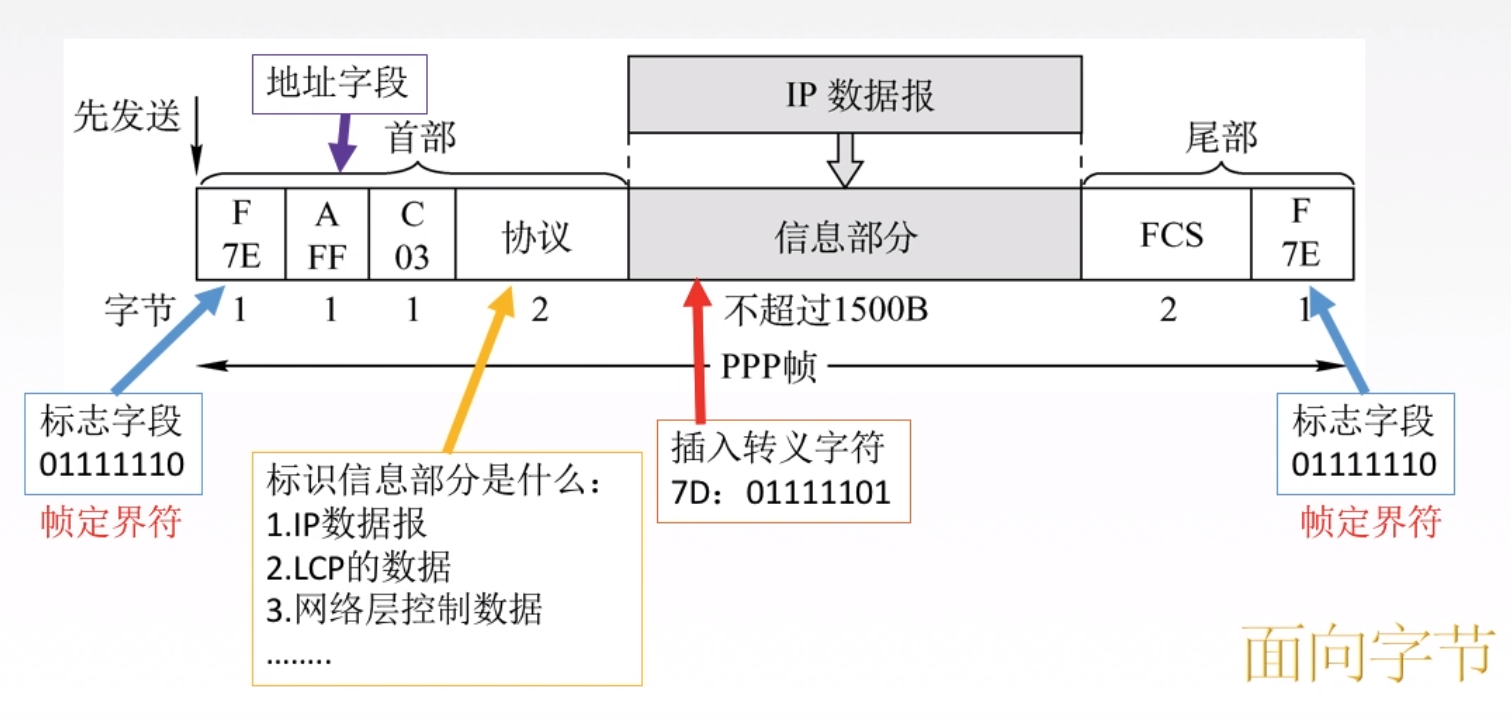 地址字段
IP 数据报
先发送
首部
尾部
F
7E
A
FF
C
03
协议
信息部分
FCS
F
7E
字节
1
1
1
2
不超过1500B
2
1
PPP帧
标志字段
01111110
帧定界符
标识信息部分是什么：
1.IP数据报
2.LCP的数据
3.网络层控制数据
........
插入转义字符
7D：01111101
标志字段
01111110
帧定界符
面向字节